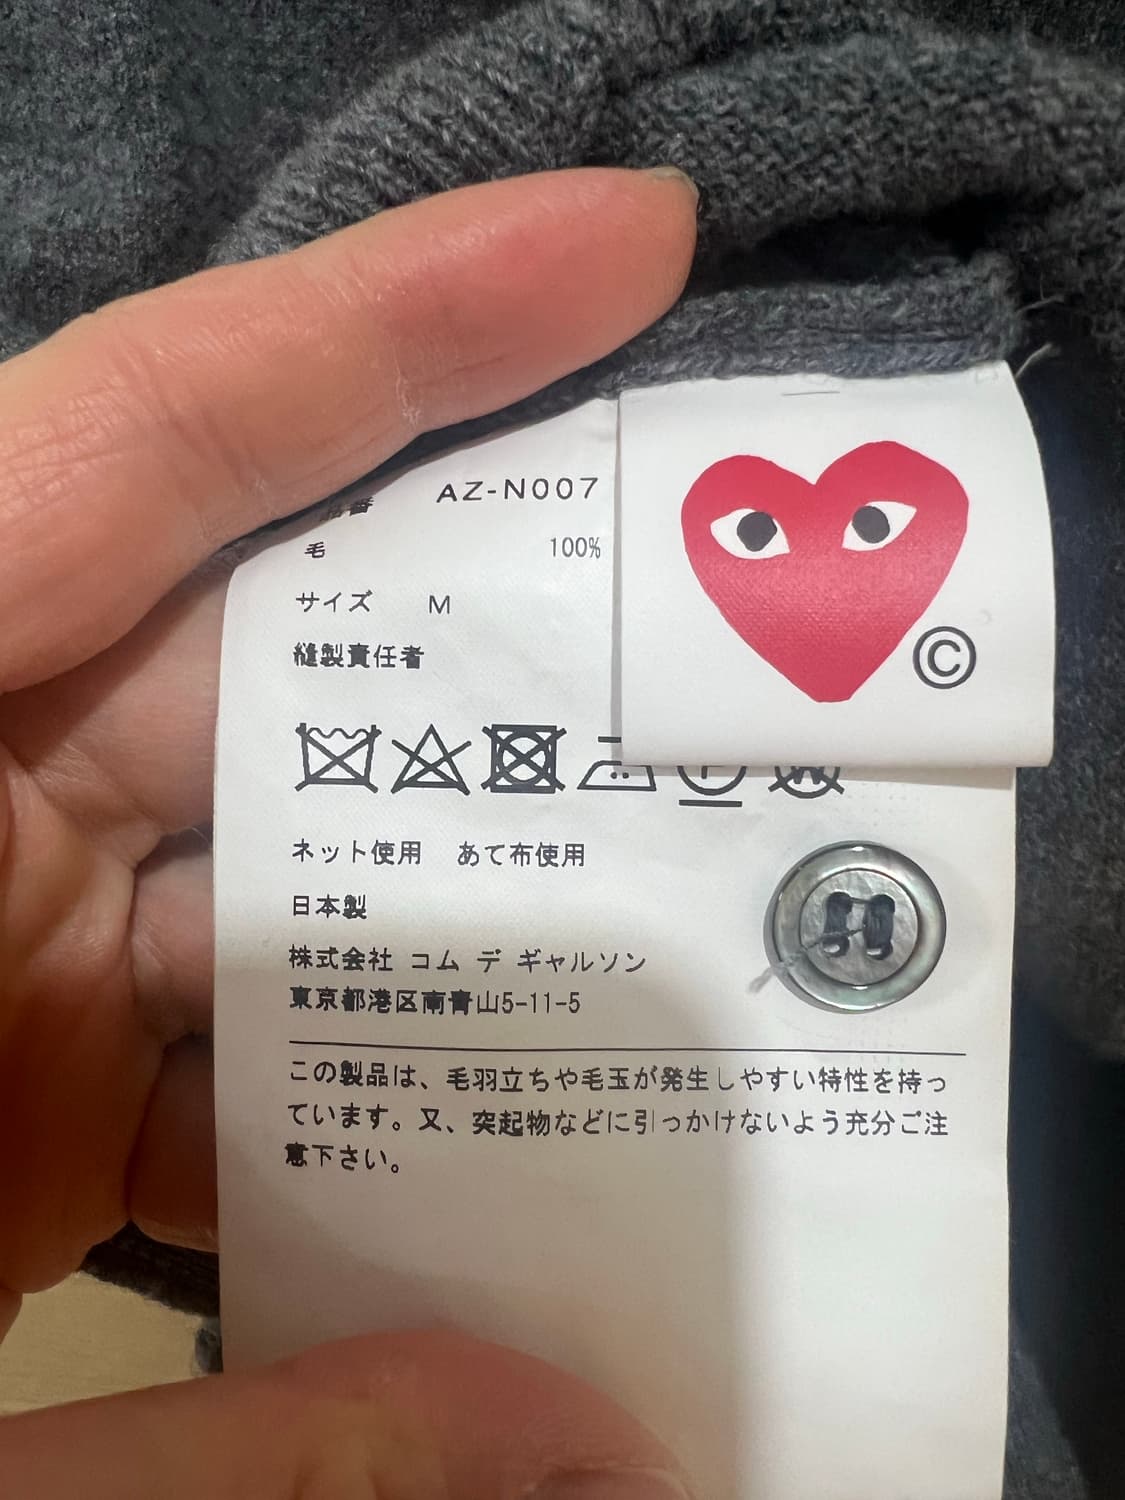 品番 AZ-N007
毛 100%
サイズ M
縫製責任者
©
P W
ネット使用 あて布使用
日本製
株式会社 コム デ ギャルソン
東京都港区南青山5-11-5
この製品は、毛羽立ちや毛玉が発生しやすい特性を持っ
ています。又、突起物などに引っかけないよう充分ご注
意下さい。